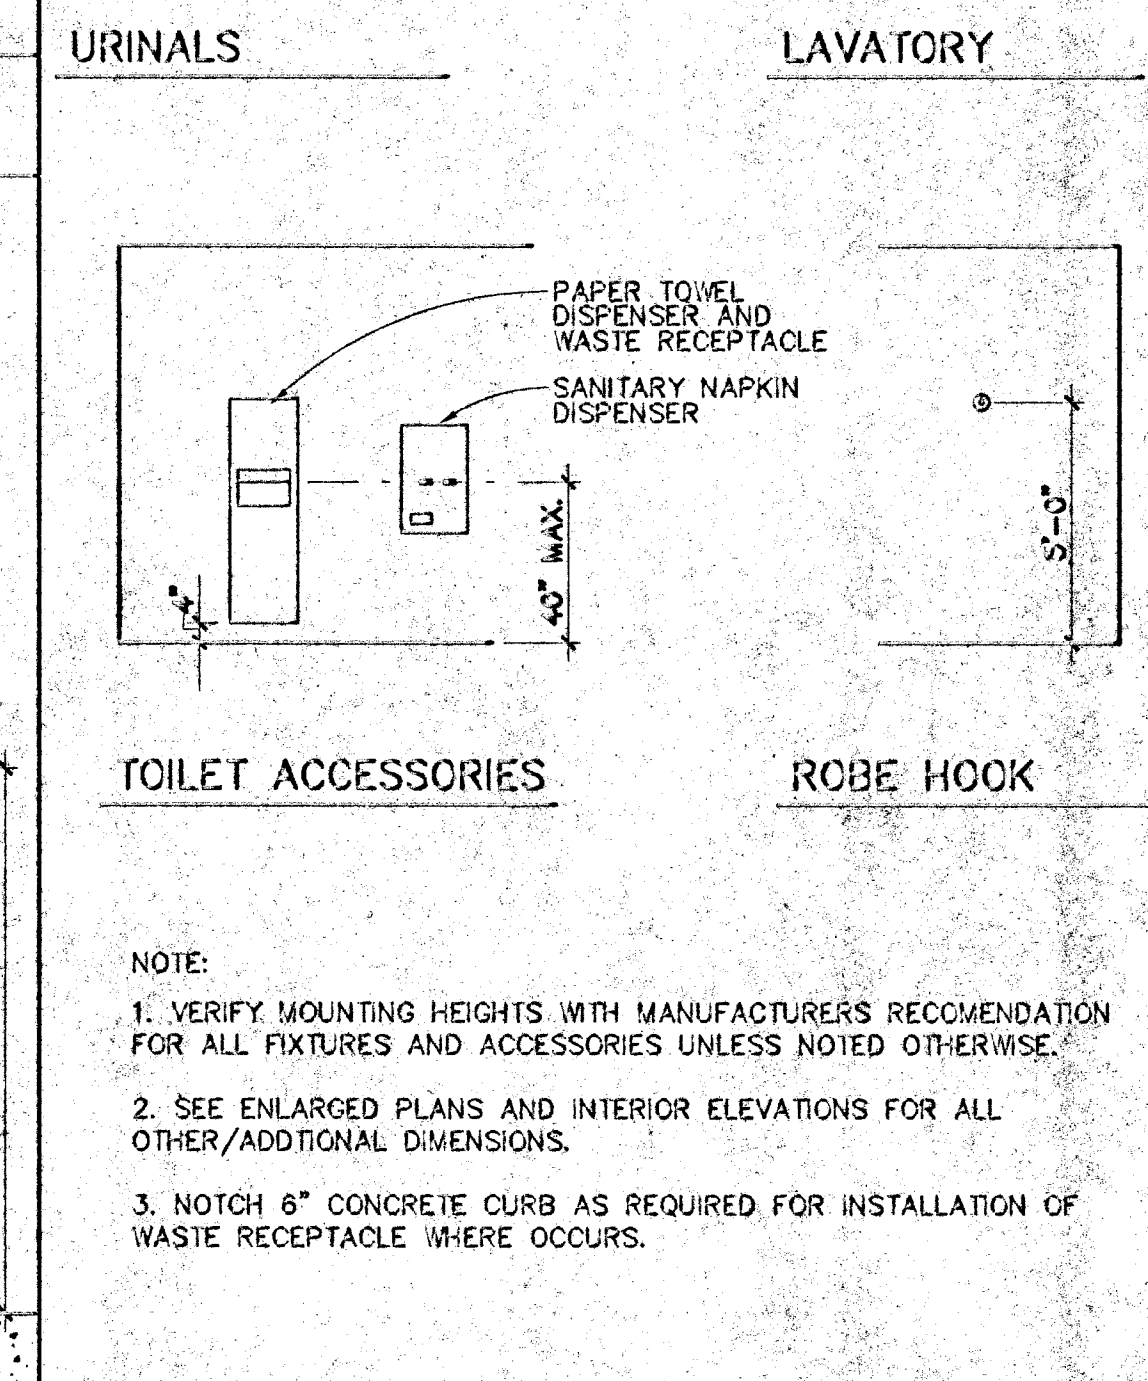 URINALS
LAVATORY
PAPER TOWEL
DISPENSER AND
WASTE RECEPTACLE
SANITARY NAPKIN
DISPENSER
4"
40" MAX.
5'-0"
TOILET ACCESSORIES
ROBE HOOK
NOTE:
1. VERIFY MOUNTING HEIGHTS WITH MANUFACTURERS RECOMENDATION
FOR ALL FIXTURES AND ACCESSORIES UNLESS NOTED OTHERWISE.
2. SEE ENLARGED PLANS AND INTERIOR ELEVATIONS FOR ALL
OTHER/ADDTIONAL DIMENSIONS.
3. NOTCH 6" CONCRETE CURB AS REQUIRED FOR INSTALLATION OF
WASTE RECEPTACLE WHERE OCCURS.